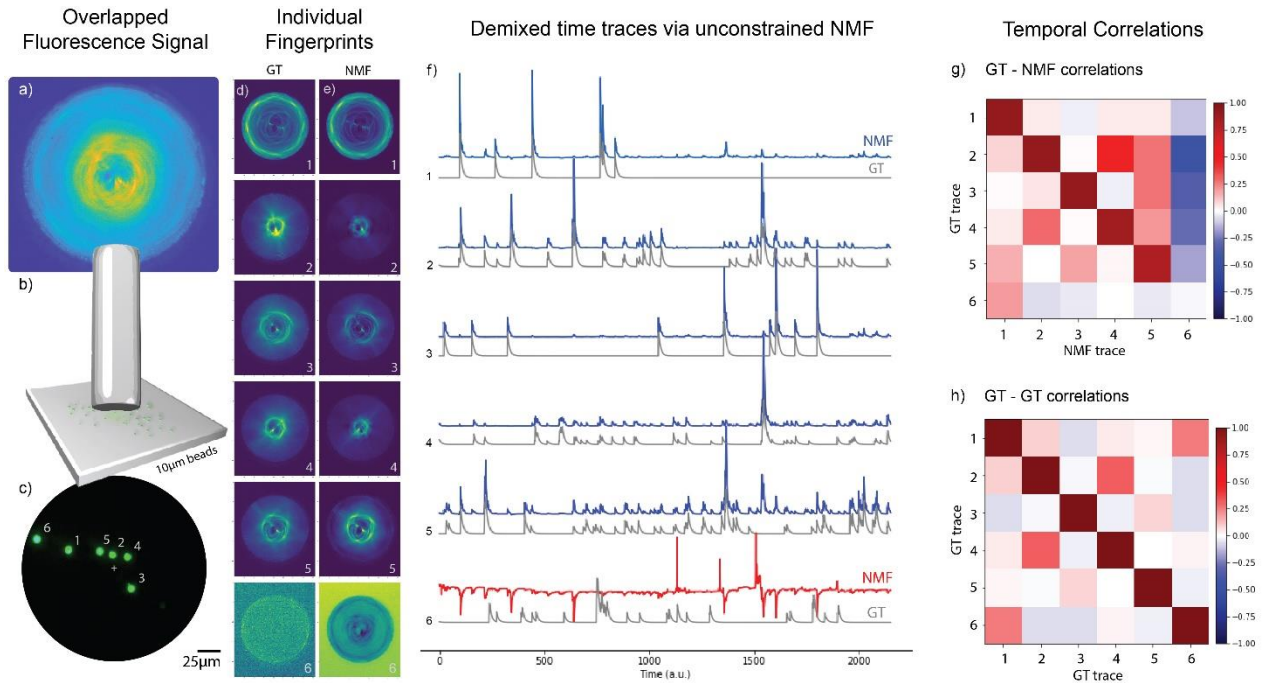 Overlapped
Fluorescence Signal
Individual
Fingerprints
Demixed time traces via unconstrained NMF
Temporal Correlations
a)
b)
10μm beads
c)
6
1
5
2
4
+
3
25μm
GT
NMF
d)
e)
1
1
2
2
3
3
4
4
5
5
6
6
f)
NMF
GT
1
2
3
4
5
NMF
GT
6
0
500
1000
1500
2000
Time (a.u.)
g) GT - NMF correlations
GT trace
1
2
3
4
5
6
1 2 3 4 5 6
NMF trace
1.00
0.75
0.50
0.25
0.00
−0.25
−0.50
−0.75
−1.00
h) GT - GT correlations
GT trace
1
2
3
4
5
6
1 2 3 4 5 6
GT trace
1.00
0.75
0.50
0.25
0.00
−0.25
−0.50
−0.75
−1.00